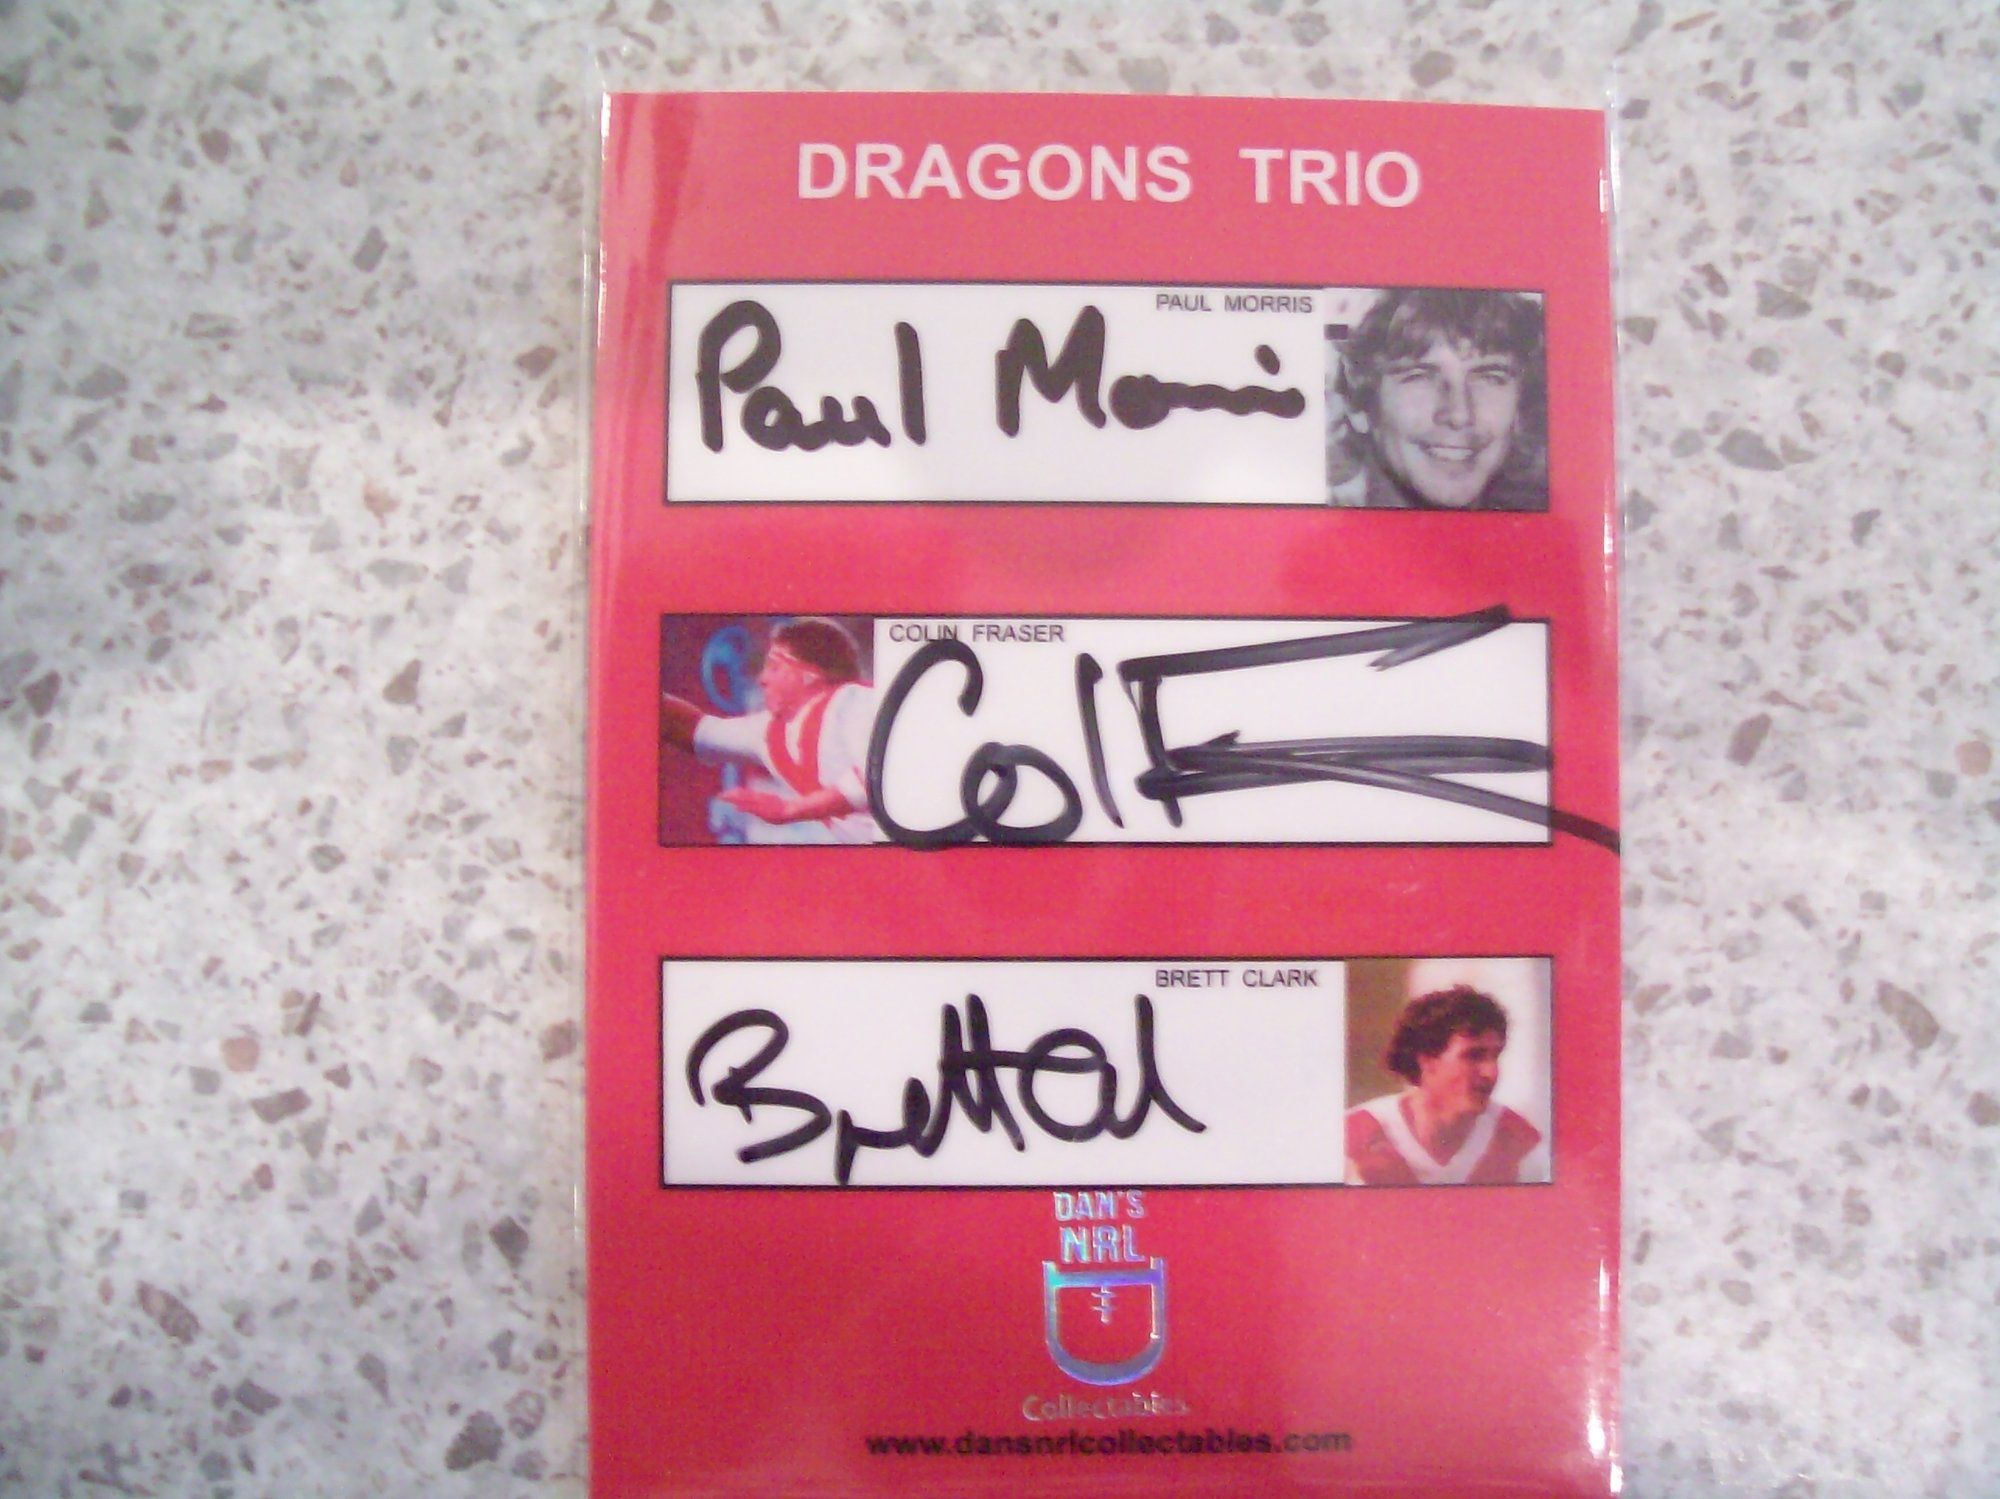 DRAGONS TRIO
PAUL MORRIS
Paul Morris
COLIN FRASER
Col F
BRETT CLARK
Brett Cl
DAN'S
NRL
Collectables
www.dansnrlcollectables.com